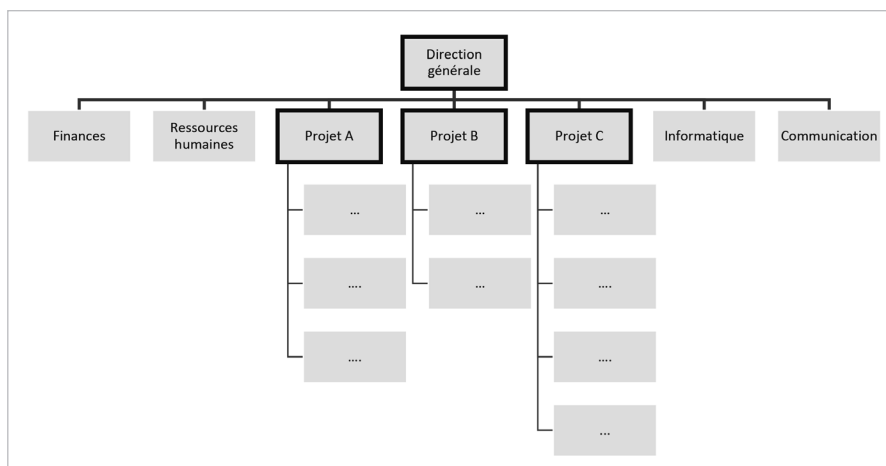 Direction
générale
Finances
Ressources
humaines
Projet A
Projet B
Projet C
Informatique
Communication
...
...
...
....
...
....
....
....
...